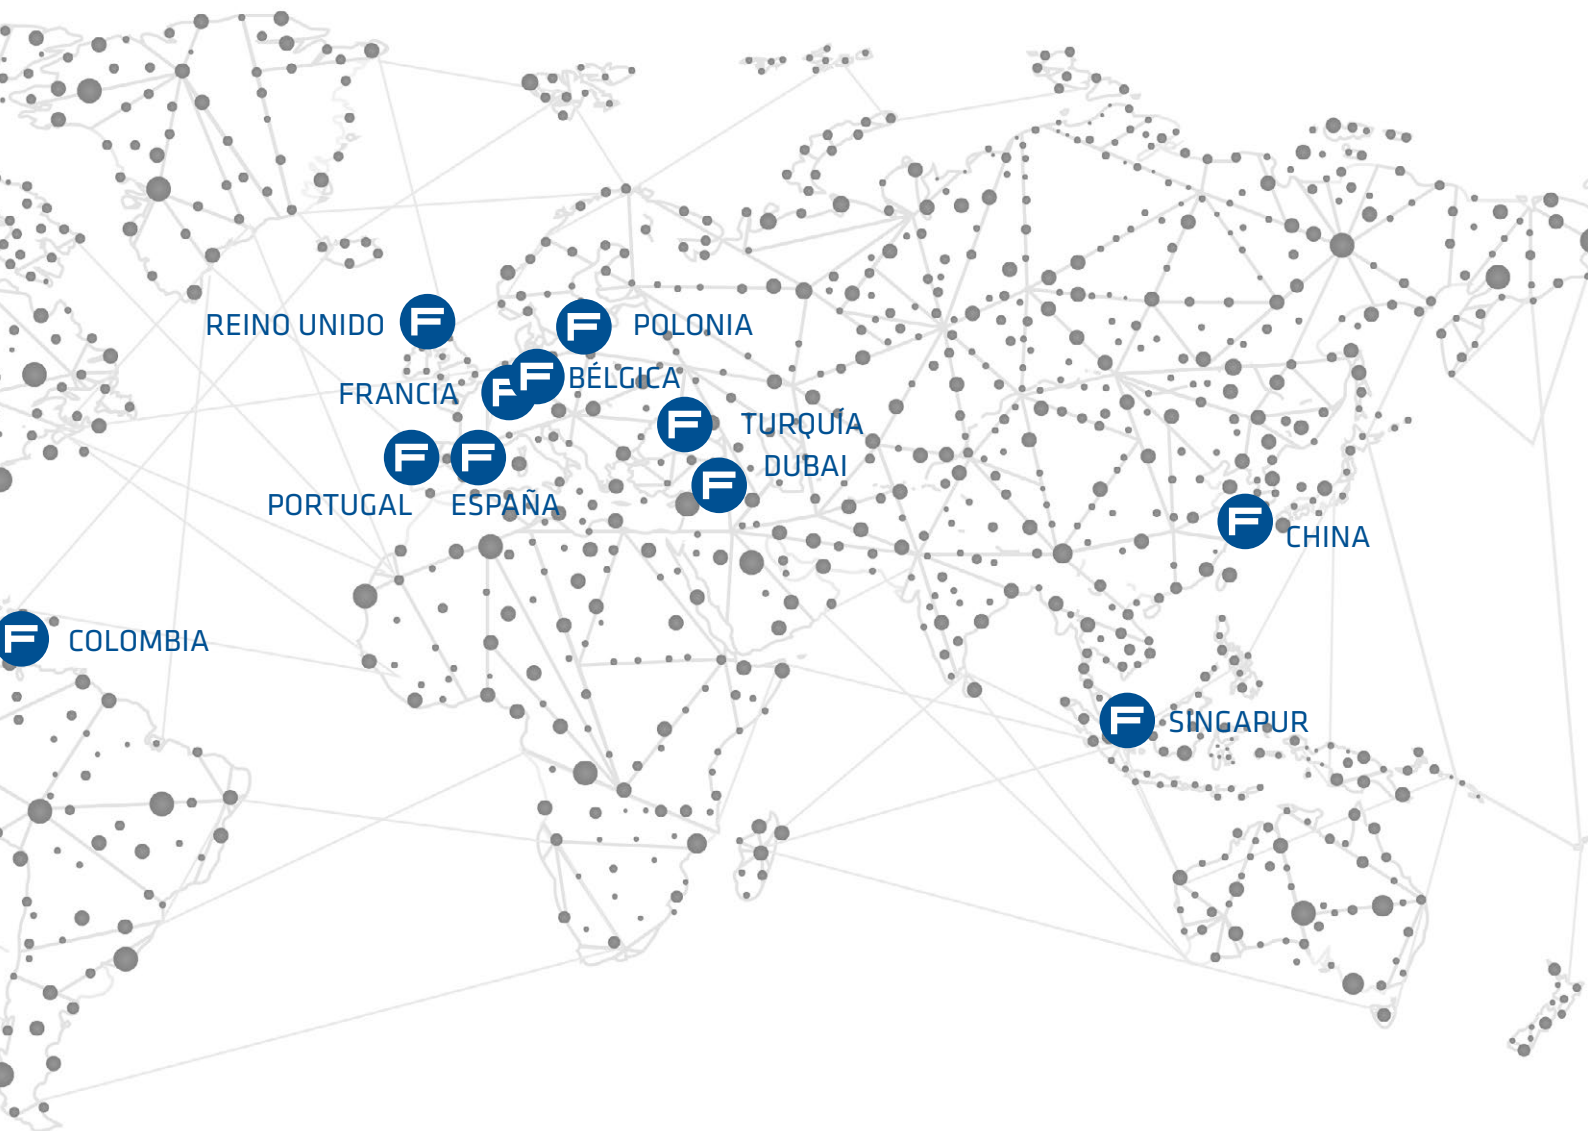 REINO UNIDO
POLONIA
FRANCIA
BÉLGICA
TURQUÍA
DUBAI
PORTUGAL
ESPAÑA
CHINA
COLOMBIA
SINGAPUR